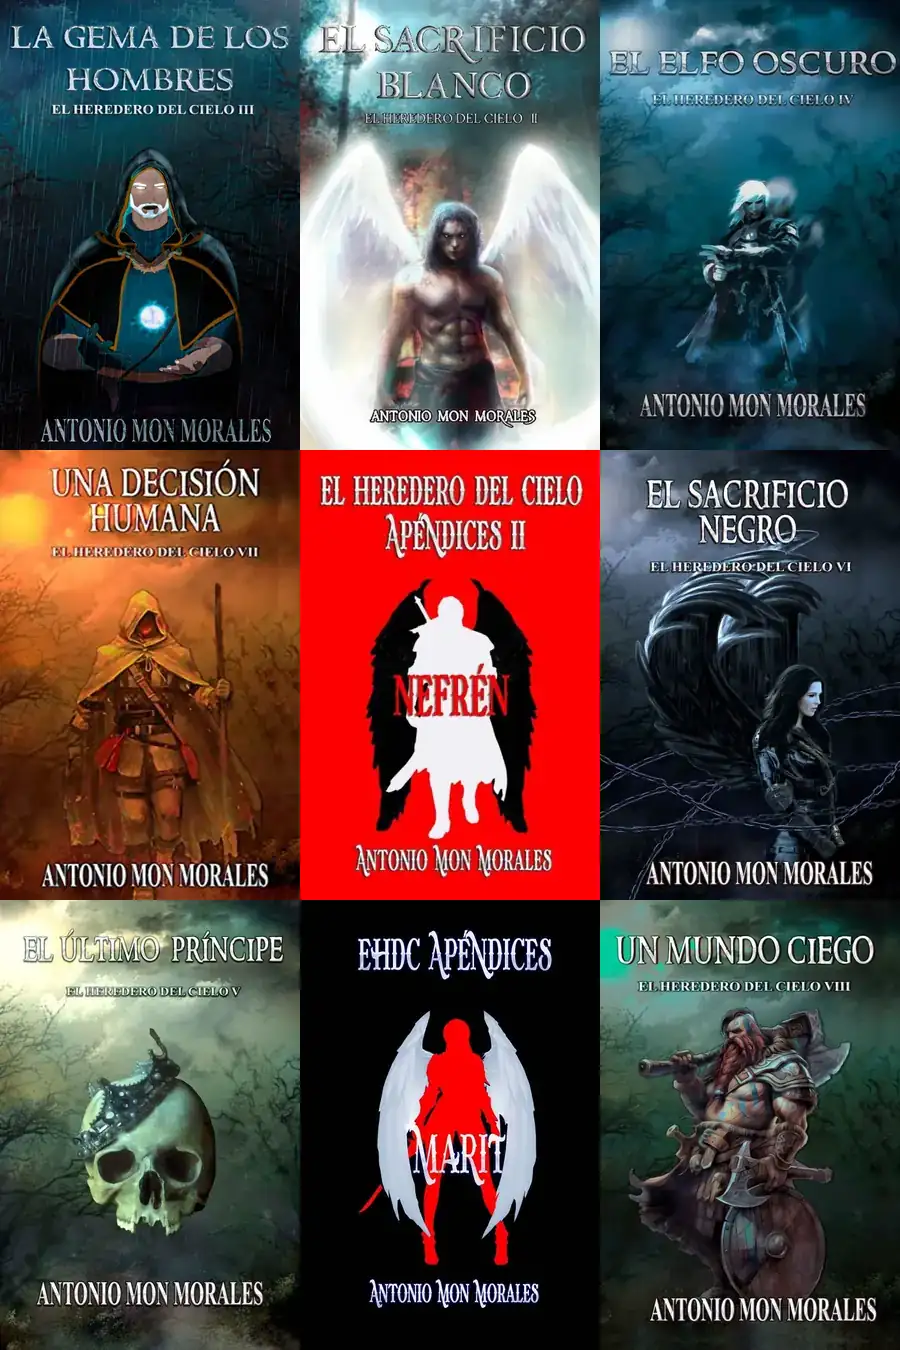 LA GEMA DE LOS
HOMBRES
EL HEREDERO DEL CIELO III
ANTONIO MON MORALES
EL SACRIFICIO
BLANCO
EL HEREDERO DEL CIELO II
ANTONIO MON MORALES
EL ELFO OSCURO
EL HEREDERO DEL CIELO IV
ANTONIO MON MORALES
UNA DECISIÓN
HUMANA
EL HEREDERO DEL CIELO VII
ANTONIO MON MORALES
EL HEREDERO DEL CIELO
APÉNDICES II
NEFRÉN
ANTONIO MON MORALES
EL SACRIFICIO
NEGRO
EL HEREDERO DEL CIELO VI
ANTONIO MON MORALES
EL ÚLTIMO PRÍNCIPE
EL HEREDERO DEL CIELO V
ANTONIO MON MORALES
EHDC APÉNDICES
MARIT
ANTONIO MON MORALES
UN MUNDO CIEGO
EL HEREDERO DEL CIELO VIII
ANTONIO MON MORALES